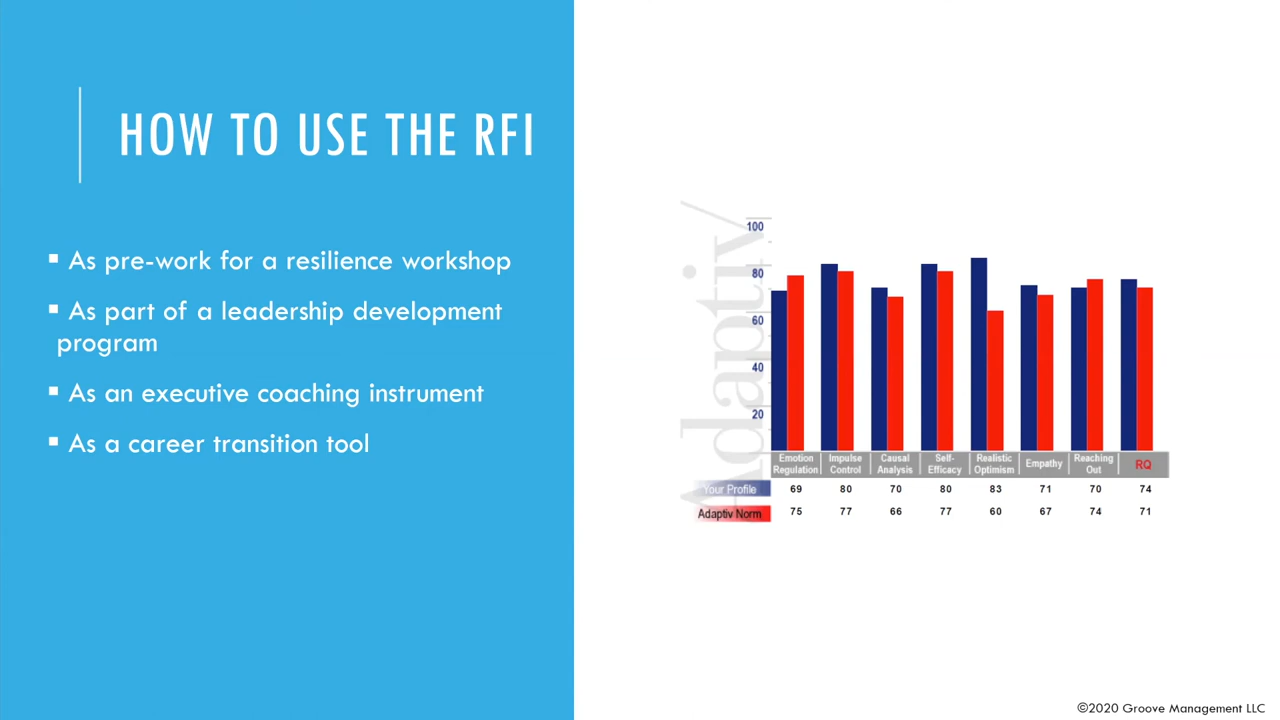 HOW TO USE THE RFI
▪ As pre-work for a resilience workshop
▪ As part of a leadership development
program
▪ As an executive coaching instrument
▪ As a career transition tool
Adaptiv
100
80
60
40
20
Emotion Regulation
Impulse Control
Causal Analysis
Self-Efficacy
Realistic Optimism
Empathy
Reaching Out
RQ
Your Profile 69 80 70 80 83 71 70 74
Adaptiv Norm 75 77 66 77 60 67 74 71
©2020 Groove Management LLC